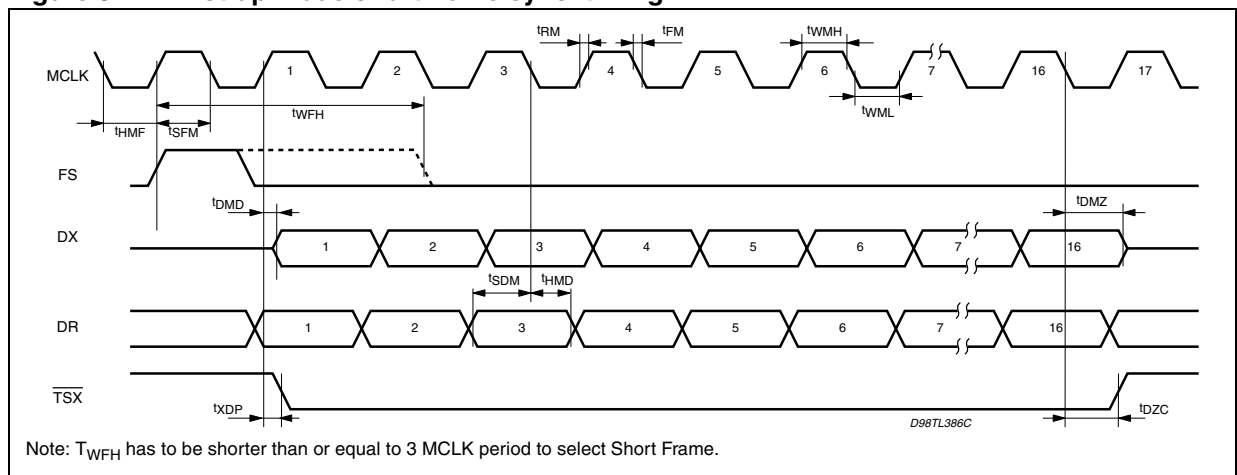 tRM tFM tWMH
MCLK 1 2 3 4 5 6 7 16 17
tWFH tWML
tHMF tSFM
FS
tDMD tDMZ
DX 1 2 3 4 5 6 7 16
tSDM tHMD
DR 1 2 3 4 5 6 7 16
TSX
tXDP tDZC
D98TL386C
Note: TWFH has to be shorter than or equal to 3 MCLK period to select Short Frame.